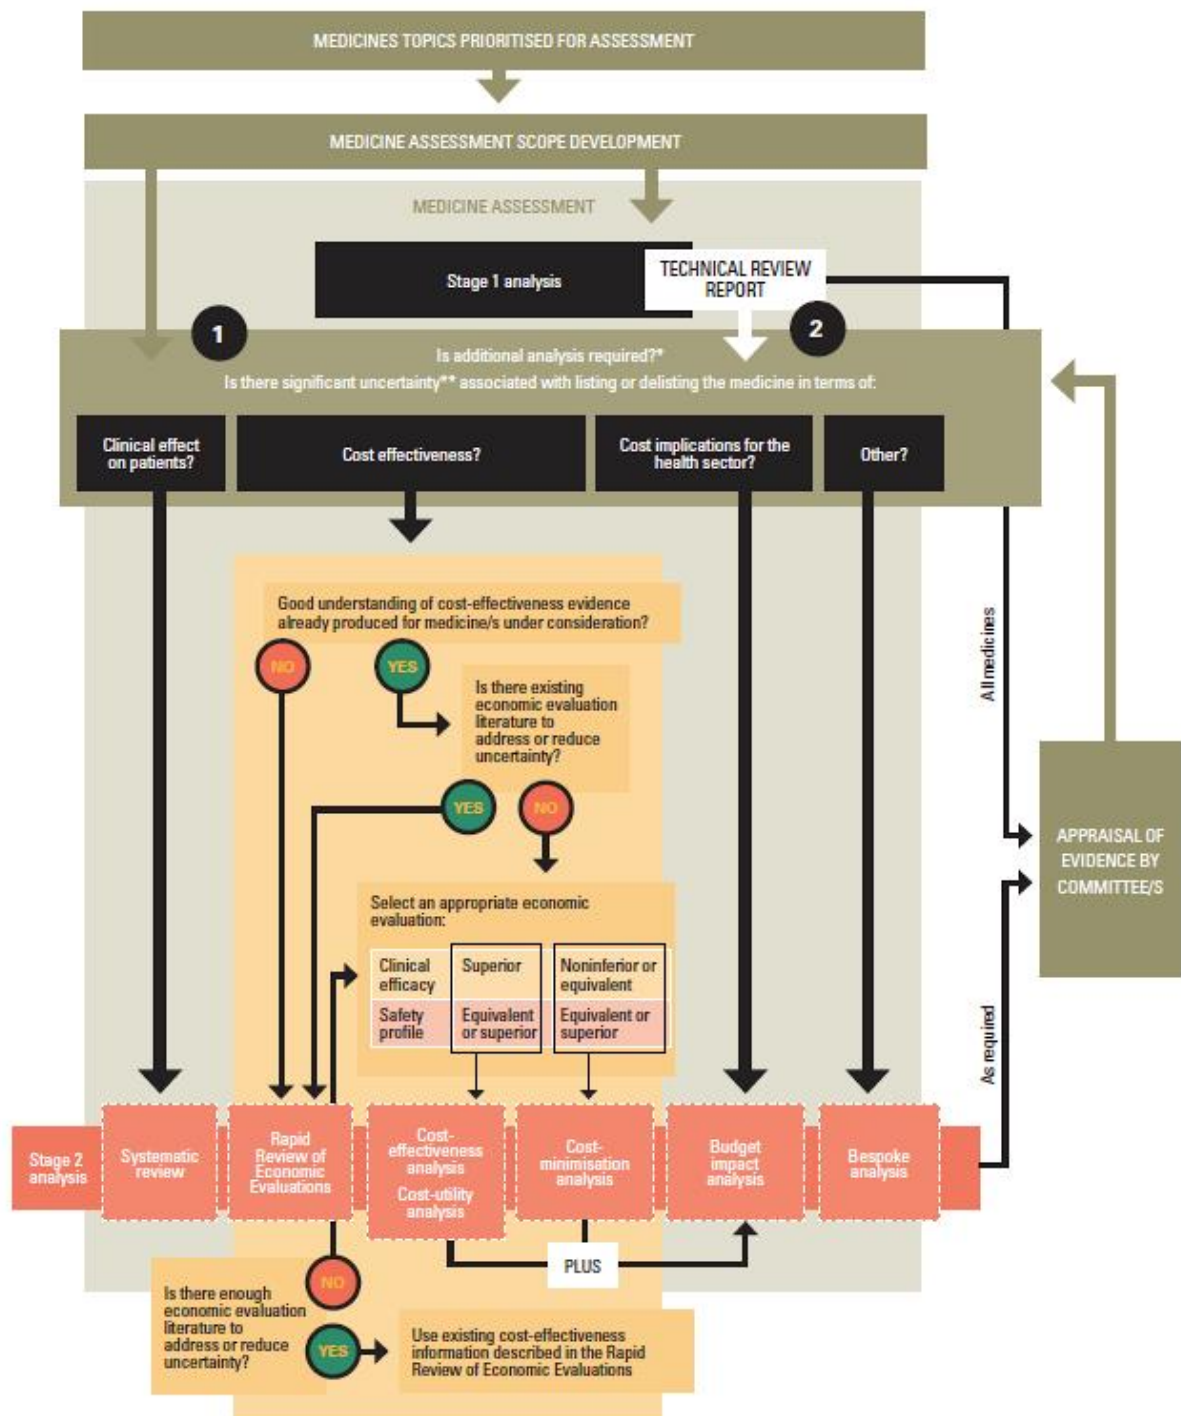 MEDICINES TOPICS PRIORITISED FOR ASSESSMENT
MEDICINE ASSESSMENT SCOPE DEVELOPMENT
MEDICINE ASSESSMENT
Stage 1 analysis
TECHNICAL REVIEW
REPORT
1
2
Is additional analysis required?*
Is there significant uncertainty** associated with listing or delisting the medicine in terms of:
Clinical effect
on patients?
Cost effectiveness?
Cost implications for the
health sector?
Other?
Good understanding of cost-effectiveness evidence
already produced for medicine/s under consideration?
NO
YES
Is there existing
economic evaluation
literature to
address or reduce
uncertainty?
YES
NO
All medicines
APPRAISAL OF
EVIDENCE BY
COMMITTEE/S
Select an appropriate economic
evaluation:
Clinical
efficacy
Superior
Noninferior or
equivalent
Safety
profile
Equivalent
or superior
Equivalent or
superior
As required
Stage 2
analysis
Systematic
review
Rapid
Review of
Economic
Evaluations
Cost-
effectiveness
analysis
Cost-utility
analysis
Cost-
minimisation
analysis
Budget
impact
analysis
Bespoke
analysis
PLUS
Is there enough
economic evaluation
literature to
address or reduce
uncertainty?
NO
YES
Use existing cost-effectiveness
information described in the Rapid
Review of Economic Evaluations